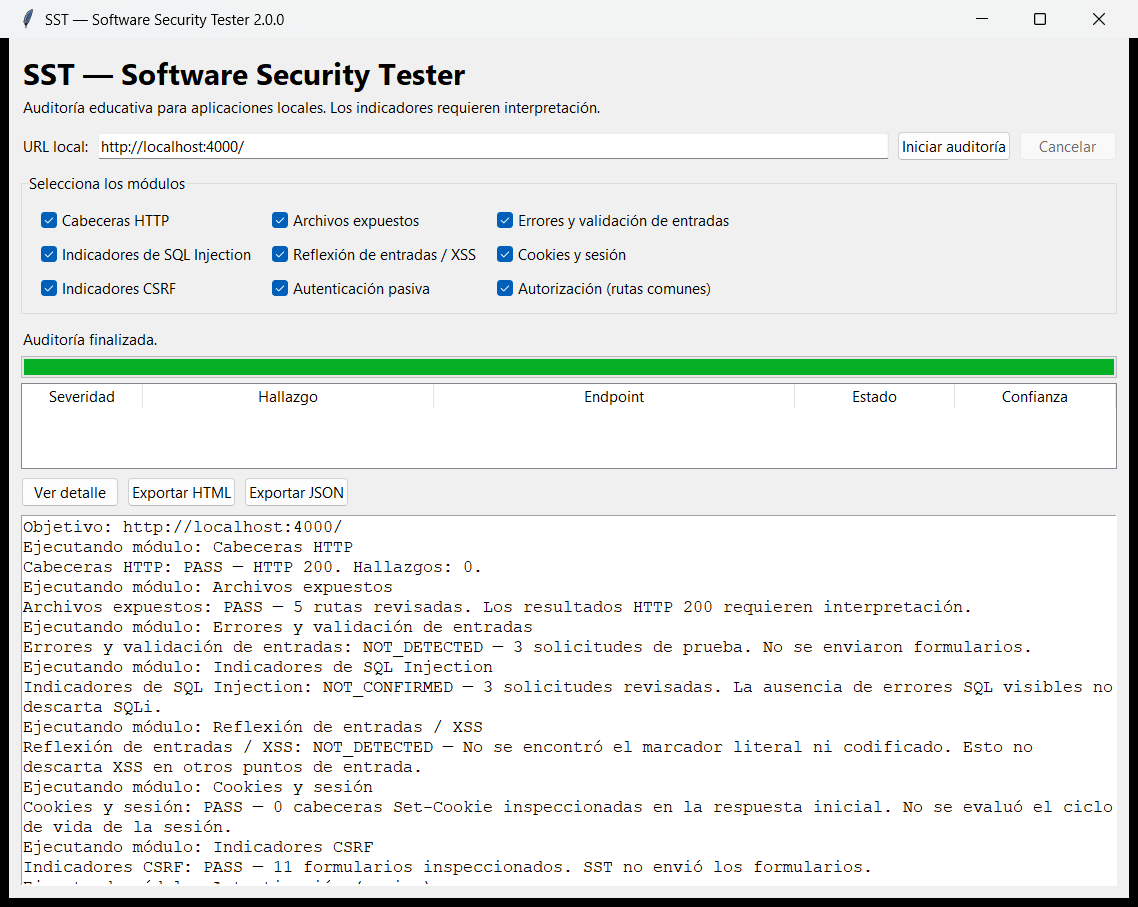 SST — Software Security Tester 2.0.0
SST — Software Security Tester
Auditoría educativa para aplicaciones locales. Los indicadores requieren interpretación.
URL local: http://localhost:4000/ Iniciar auditoría Cancelar
Selecciona los módulos
Cabeceras HTTP Archivos expuestos Errores y validación de entradas
Indicadores de SQL Injection Reflexión de entradas / XSS Cookies y sesión
Indicadores CSRF Autenticación pasiva Autorización (rutas comunes)
Auditoría finalizada.
Severidad Hallazgo Endpoint Estado Confianza
Ver detalle Exportar HTML Exportar JSON
Objetivo: http://localhost:4000/
Ejecutando módulo: Cabeceras HTTP
Cabeceras HTTP: PASS — HTTP 200. Hallazgos: 0.
Ejecutando módulo: Archivos expuestos
Archivos expuestos: PASS — 5 rutas revisadas. Los resultados HTTP 200 requieren interpretación.
Ejecutando módulo: Errores y validación de entradas
Errores y validación de entradas: NOT_DETECTED — 3 solicitudes de prueba. No se enviaron formularios.
Ejecutando módulo: Indicadores de SQL Injection
Indicadores de SQL Injection: NOT_CONFIRMED — 3 solicitudes revisadas. La ausencia de errores SQL visibles no
descarta SQLi.
Ejecutando módulo: Reflexión de entradas / XSS
Reflexión de entradas / XSS: NOT_DETECTED — No se encontró el marcador literal ni codificado. Esto no
descarta XSS en otros puntos de entrada.
Ejecutando módulo: Cookies y sesión
Cookies y sesión: PASS — 0 cabeceras Set-Cookie inspeccionadas en la respuesta inicial. No se evaluó el ciclo
de vida de la sesión.
Ejecutando módulo: Indicadores CSRF
Indicadores CSRF: PASS — 11 formularios inspeccionados. SST no envió los formularios.